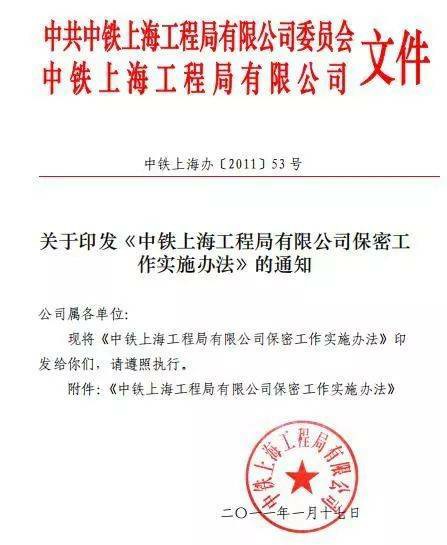 中共中铁上海工程局有限公司委员会
中铁上海工程局有限公司
文件
中铁上海办〔2011〕53号
关于印发《中铁上海工程局有限公司保密工
作实施办法》的通知
公司属各单位：
现将《中铁上海工程局有限公司保密工作实施办法》印
发给你们，请遵照执行。
附件：《中铁上海工程局有限公司保密工作实施办法》
中铁上海工程局有限公司
二〇一一年一月十七日